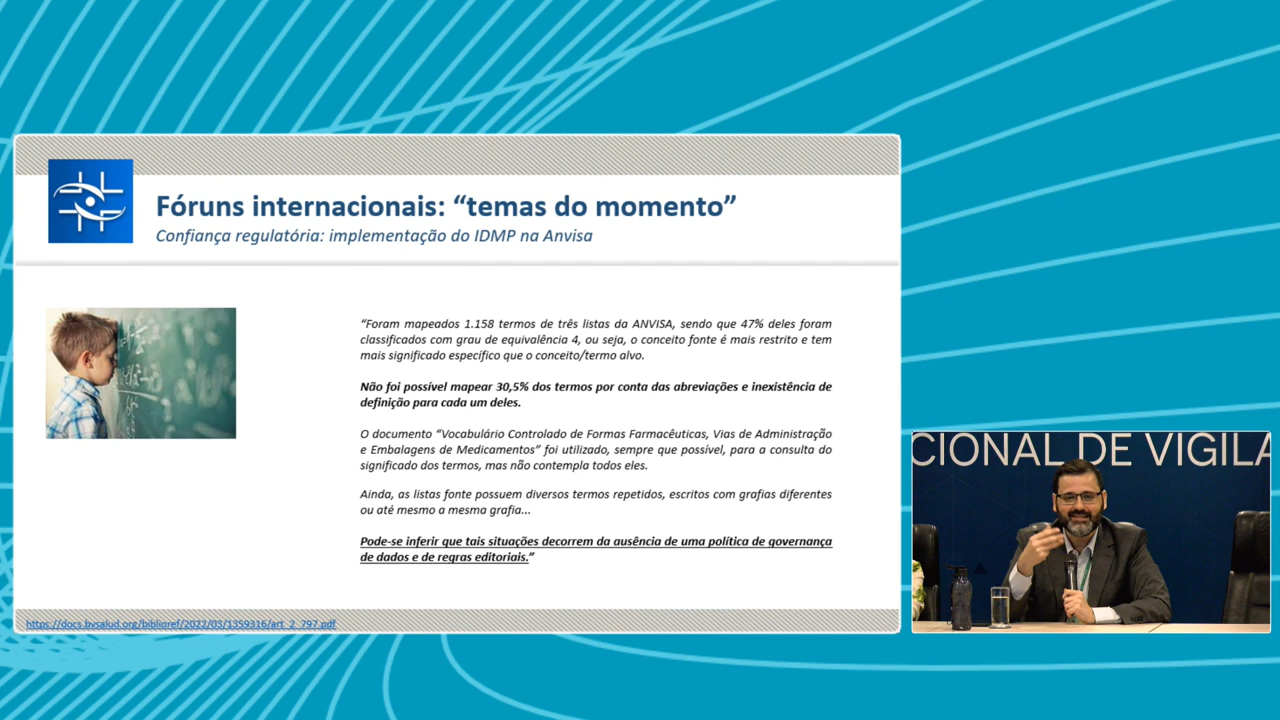 Fóruns internacionais: “temas do momento”
Confiança regulatória: implementação do IDMP na Anvisa
“Foram mapeados 1.158 termos de três listas da ANVISA, sendo que 47% deles foram
classificados com grau de equivalência 4, ou seja, o conceito fonte é mais restrito e tem
mais significado específico que o conceito/termo alvo.
Não foi possível mapear 30,5% dos termos por conta das abreviações e inexistência de
definição para cada um deles.
O documento “Vocabulário Controlado de Formas Farmacêuticas, Vias de Administração
e Embalagens de Medicamentos” foi utilizado, sempre que possível, para a consulta do
significado dos termos, mas não contempla todos eles.
Ainda, as listas fonte possuem diversos termos repetidos, escritos com grafias diferentes
ou até mesmo a mesma grafia...
Pode-se inferir que tais situações decorrem da ausência de uma política de governança
de dados e de regras editoriais.”
https://docs.bvsalud.org/biblioref/2022/03/1359316/art_2_797.pdf
CIONAL DE VIGILA